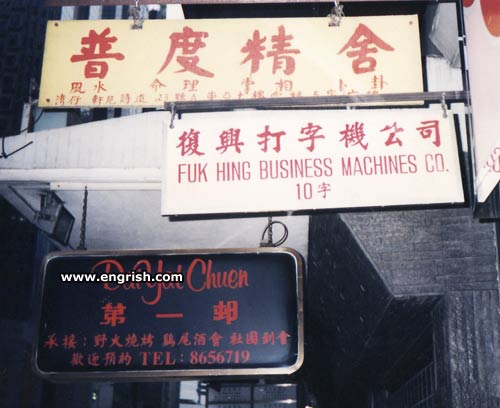 普度精舍
風水 命理 掌相 卜卦
復興打字機公司
FUK HING BUSINESS MACHINES CO.
10字
www.engrish.com
Dai Yat Chuen
第一邨
承接：野火燒烤 鷄尾酒會 社團到會
歡迎預約 TEL：8656719